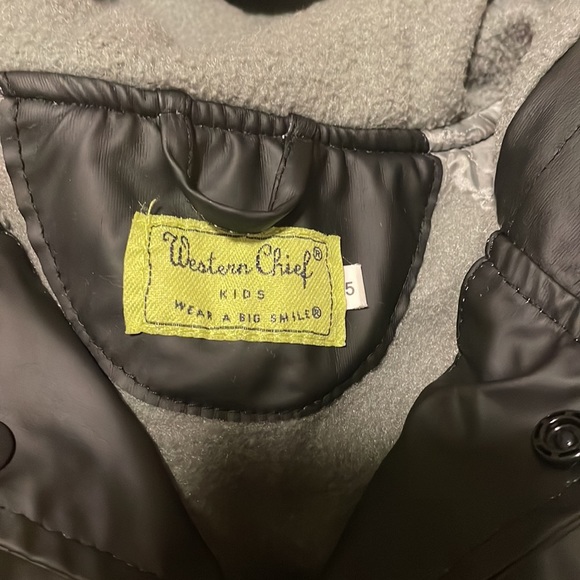 Western Chief®
KIDS
WEAR A BIG SMILE®
5